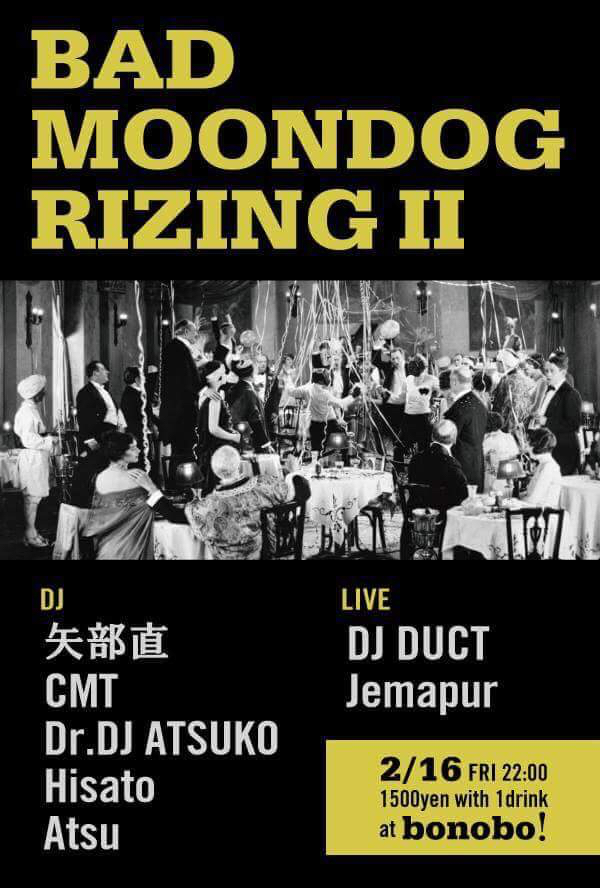 BAD
MOONDOG
RIZING II
DJ
矢部直
CMT
Dr.DJ ATSUKO
Hisato
Atsu
LIVE
DJ DUCT
Jemapur
2/16 FRI 22:00
1500yen with 1drink
at bonobo!